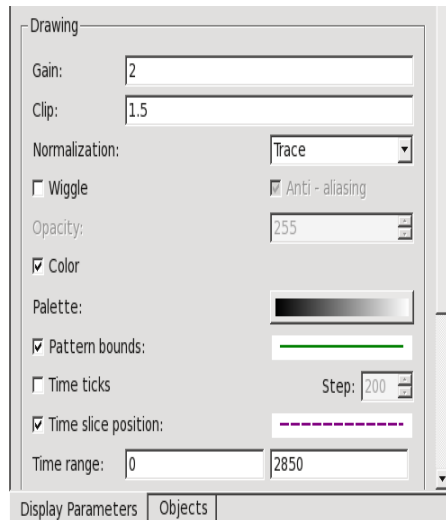 Drawing
Gain: 2
Clip: 1.5
Normalization: Trace
Wiggle Anti - aliasing
Opacity: 255
Color
Palette:
Pattern bounds:
Time ticks Step: 200
Time slice position:
Time range: 0 2850
Display Parameters Objects